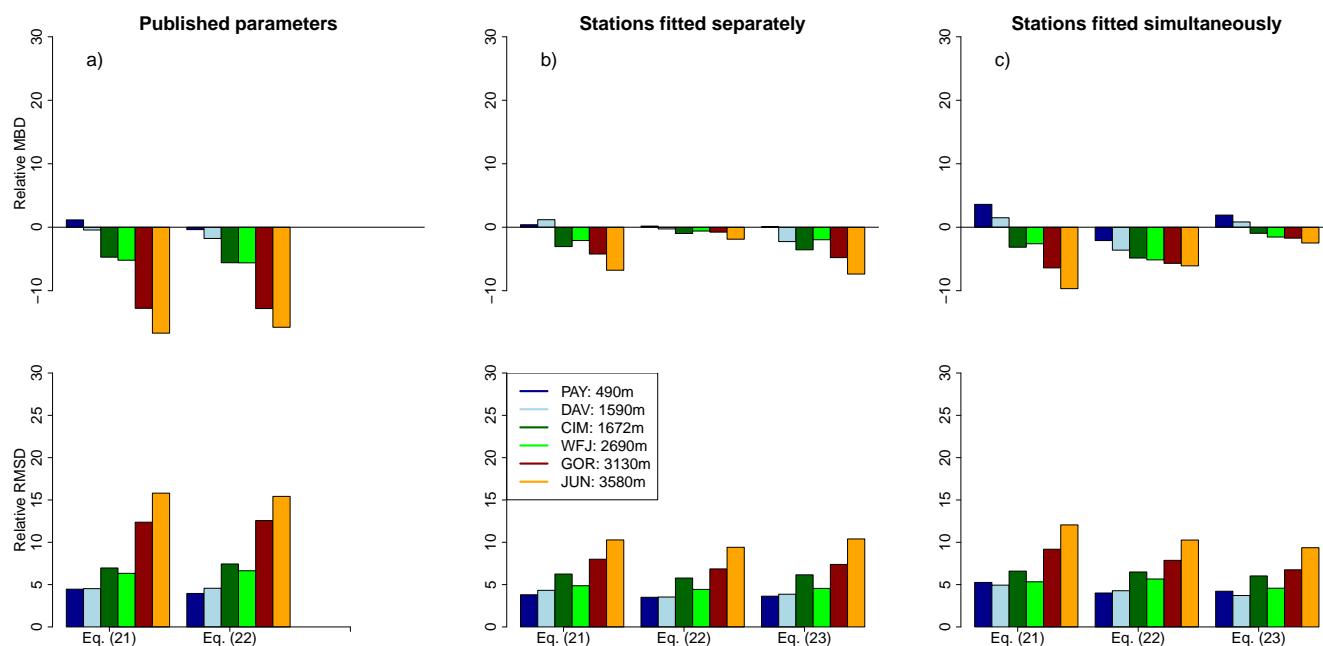 Published parameters
Stations fitted separately
Stations fitted simultaneously
a)
b)
c)
Relative MBD
30
20
10
0
−10
30
20
10
0
−10
30
20
10
0
−10
Relative RMSD
30
25
20
15
10
5
0
Eq. (21)
Eq. (22)
30
25
20
15
10
5
0
PAY: 490m
DAV: 1590m
CIM: 1672m
WFJ: 2690m
GOR: 3130m
JUN: 3580m
Eq. (21)
Eq. (22)
Eq. (23)
30
25
20
15
10
5
0
Eq. (21)
Eq. (22)
Eq. (23)